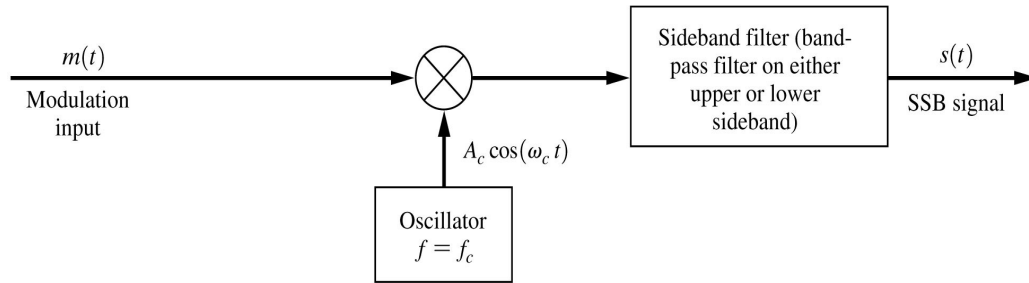 m(t)
Modulation
input
A_c cos(ω_c t)
Oscillator
f = f_c
Sideband filter (band-
pass filter on either
upper or lower
sideband)
s(t)
SSB signal